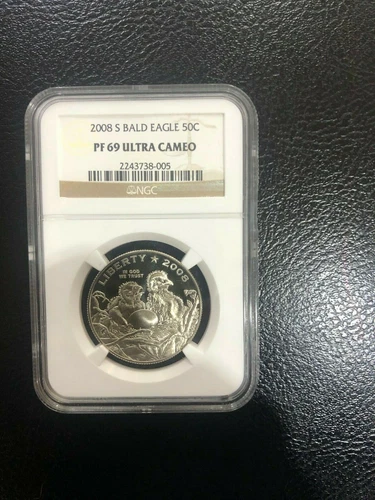 2008 S BALD EAGLE 50C
PF 69 ULTRA CAMEO
2243738-005
NGC
LIBERTY ★ 2008
IN GOD
WE TRUST